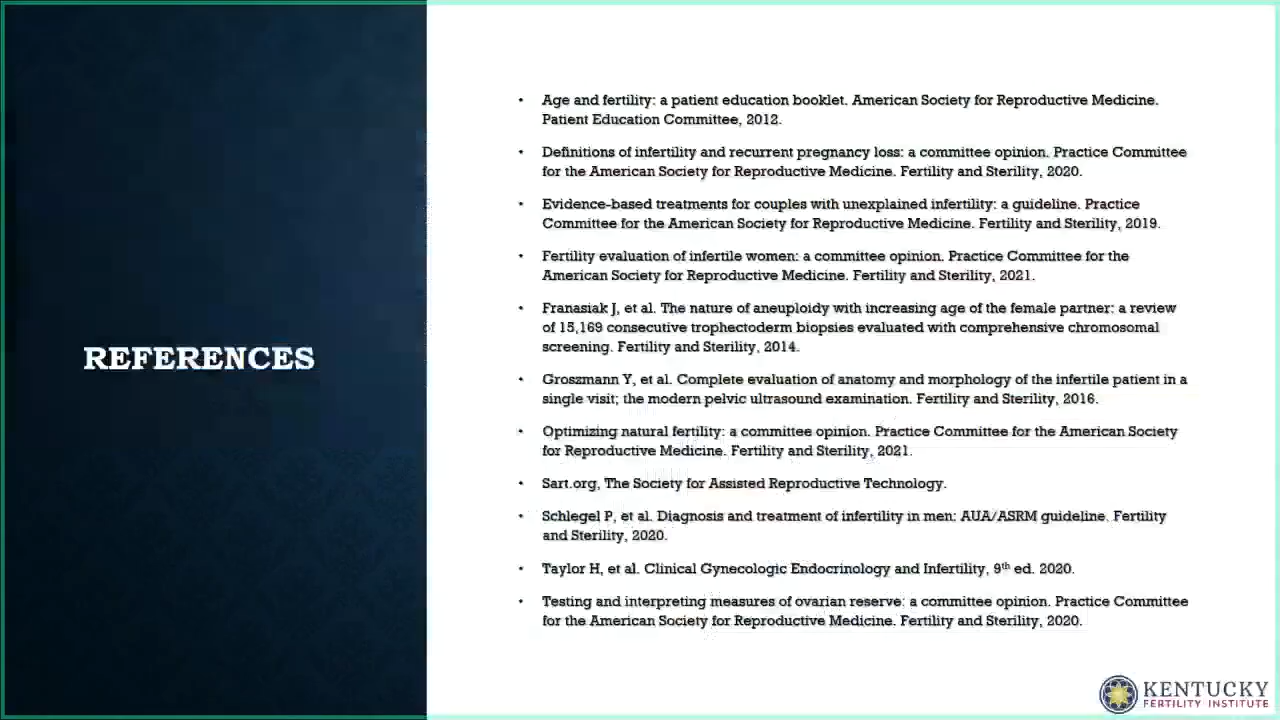 REFERENCES
• Age and fertility: a patient education booklet. American Society for Reproductive Medicine.
Patient Education Committee, 2012.
• Definitions of infertility and recurrent pregnancy loss: a committee opinion. Practice Committee
for the American Society for Reproductive Medicine. Fertility and Sterility, 2020.
• Evidence-based treatments for couples with unexplained infertility: a guideline. Practice
Committee for the American Society for Reproductive Medicine. Fertility and Sterility, 2019.
• Fertility evaluation of infertile women: a committee opinion. Practice Committee for the
American Society for Reproductive Medicine. Fertility and Sterility, 2021.
• Franasiak J, et al. The nature of aneuploidy with increasing age of the female partner: a review
of 15,169 consecutive trophectoderm biopsies evaluated with comprehensive chromosomal
screening. Fertility and Sterility, 2014.
• Groszmann Y, et al. Complete evaluation of anatomy and morphology of the infertile patient in a
single visit; the modern pelvic ultrasound examination. Fertility and Sterility, 2016.
• Optimizing natural fertility: a committee opinion. Practice Committee for the American Society
for Reproductive Medicine. Fertility and Sterility, 2021.
• Sart.org, The Society for Assisted Reproductive Technology.
• Schlegel P, et al. Diagnosis and treatment of infertility in men: AUA/ASRM guideline. Fertility
and Sterility, 2020.
• Taylor H, et al. Clinical Gynecologic Endocrinology and Infertility, 9th ed. 2020.
• Testing and interpreting measures of ovarian reserve: a committee opinion. Practice Committee
for the American Society for Reproductive Medicine. Fertility and Sterility, 2020.
KENTUCKY
FERTILITY INSTITUTE